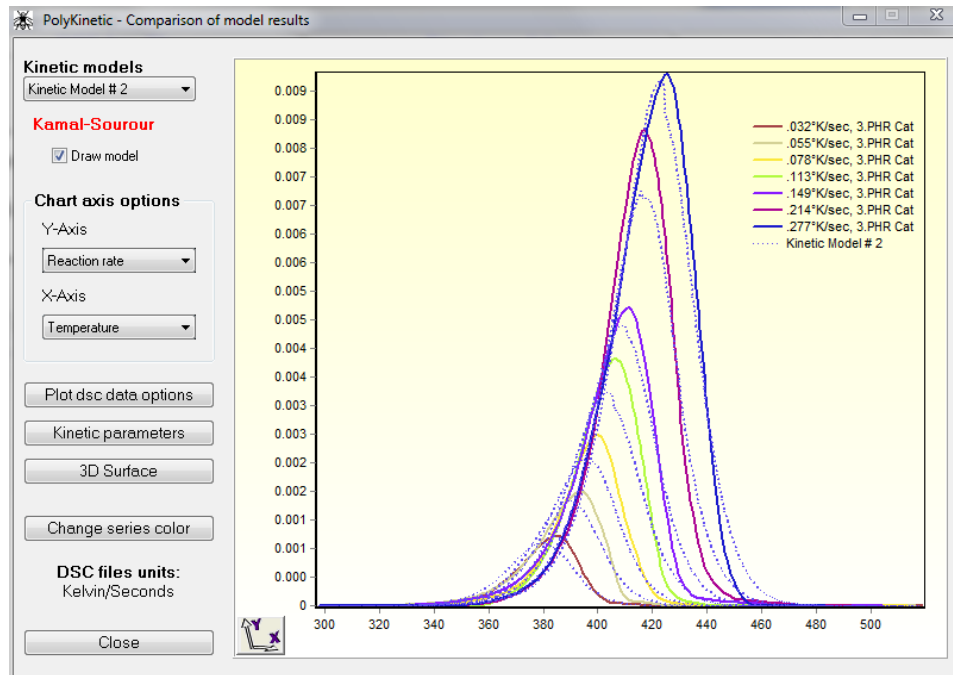 PolyKinetic - Comparison of model results
Kinetic models
Kinetic Model # 2
Kamal-Sourour
Draw model
Chart axis options
Y-Axis
Reaction rate
X-Axis
Temperature
Plot dsc data options
Kinetic parameters
3D Surface
Change series color
DSC files units:
Kelvin/Seconds
Close
0.009
0.009
0.008
0.007
0.007
0.006
0.006
0.005
0.005
0.004
0.004
0.003
0.003
0.002
0.002
0.001
0.001
0.000
0
300 320 340 360 380 400 420 440 460 480 500
.032°K/sec, 3.PHR Cat
.055°K/sec, 3.PHR Cat
.078°K/sec, 3.PHR Cat
.113°K/sec, 3.PHR Cat
.149°K/sec, 3.PHR Cat
.214°K/sec, 3.PHR Cat
.277°K/sec, 3.PHR Cat
Kinetic Model # 2
Y
X